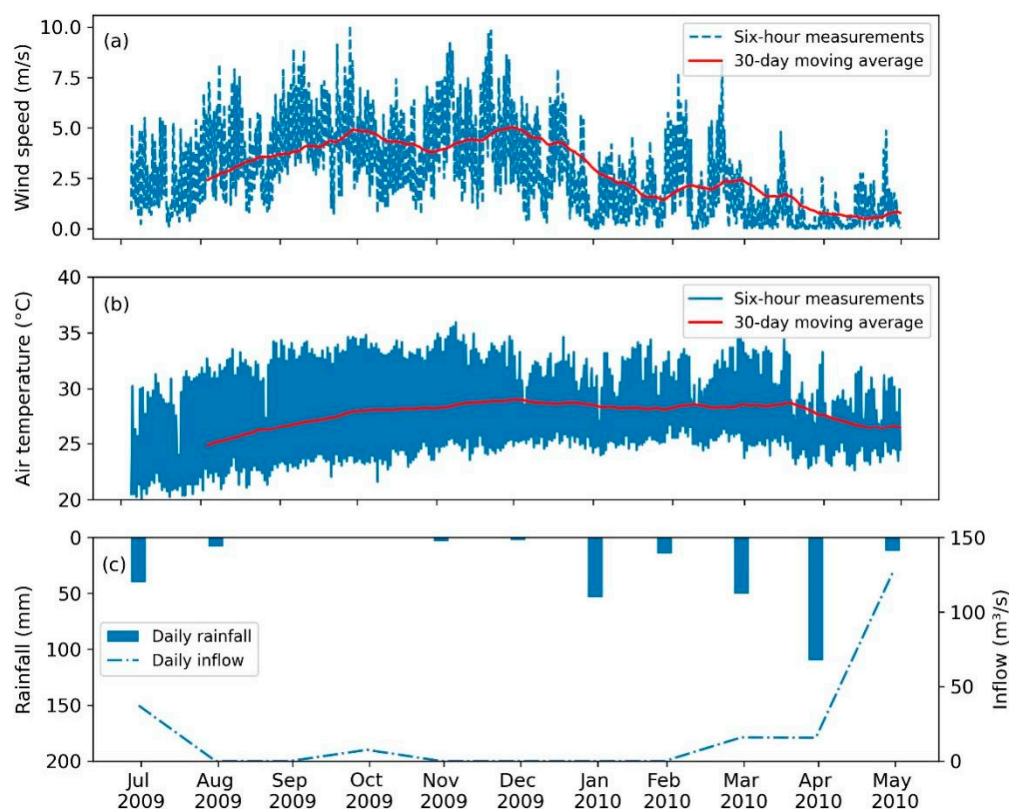 (a)
Six-hour measurements
30-day moving average
Wind speed (m/s)
10.0
7.5
5.0
2.5
0.0
(b)
Six-hour measurements
30-day moving average
Air temperature (°C)
40
35
30
25
20
(c)
Daily rainfall
Daily inflow
Rainfall (mm)
0
50
100
150
200
Inflow (m³/s)
150
100
50
0
Jul Aug Sep Oct Nov Dec Jan Feb Mar Apr May
2009 2009 2009 2009 2009 2009 2010 2010 2010 2010 2010